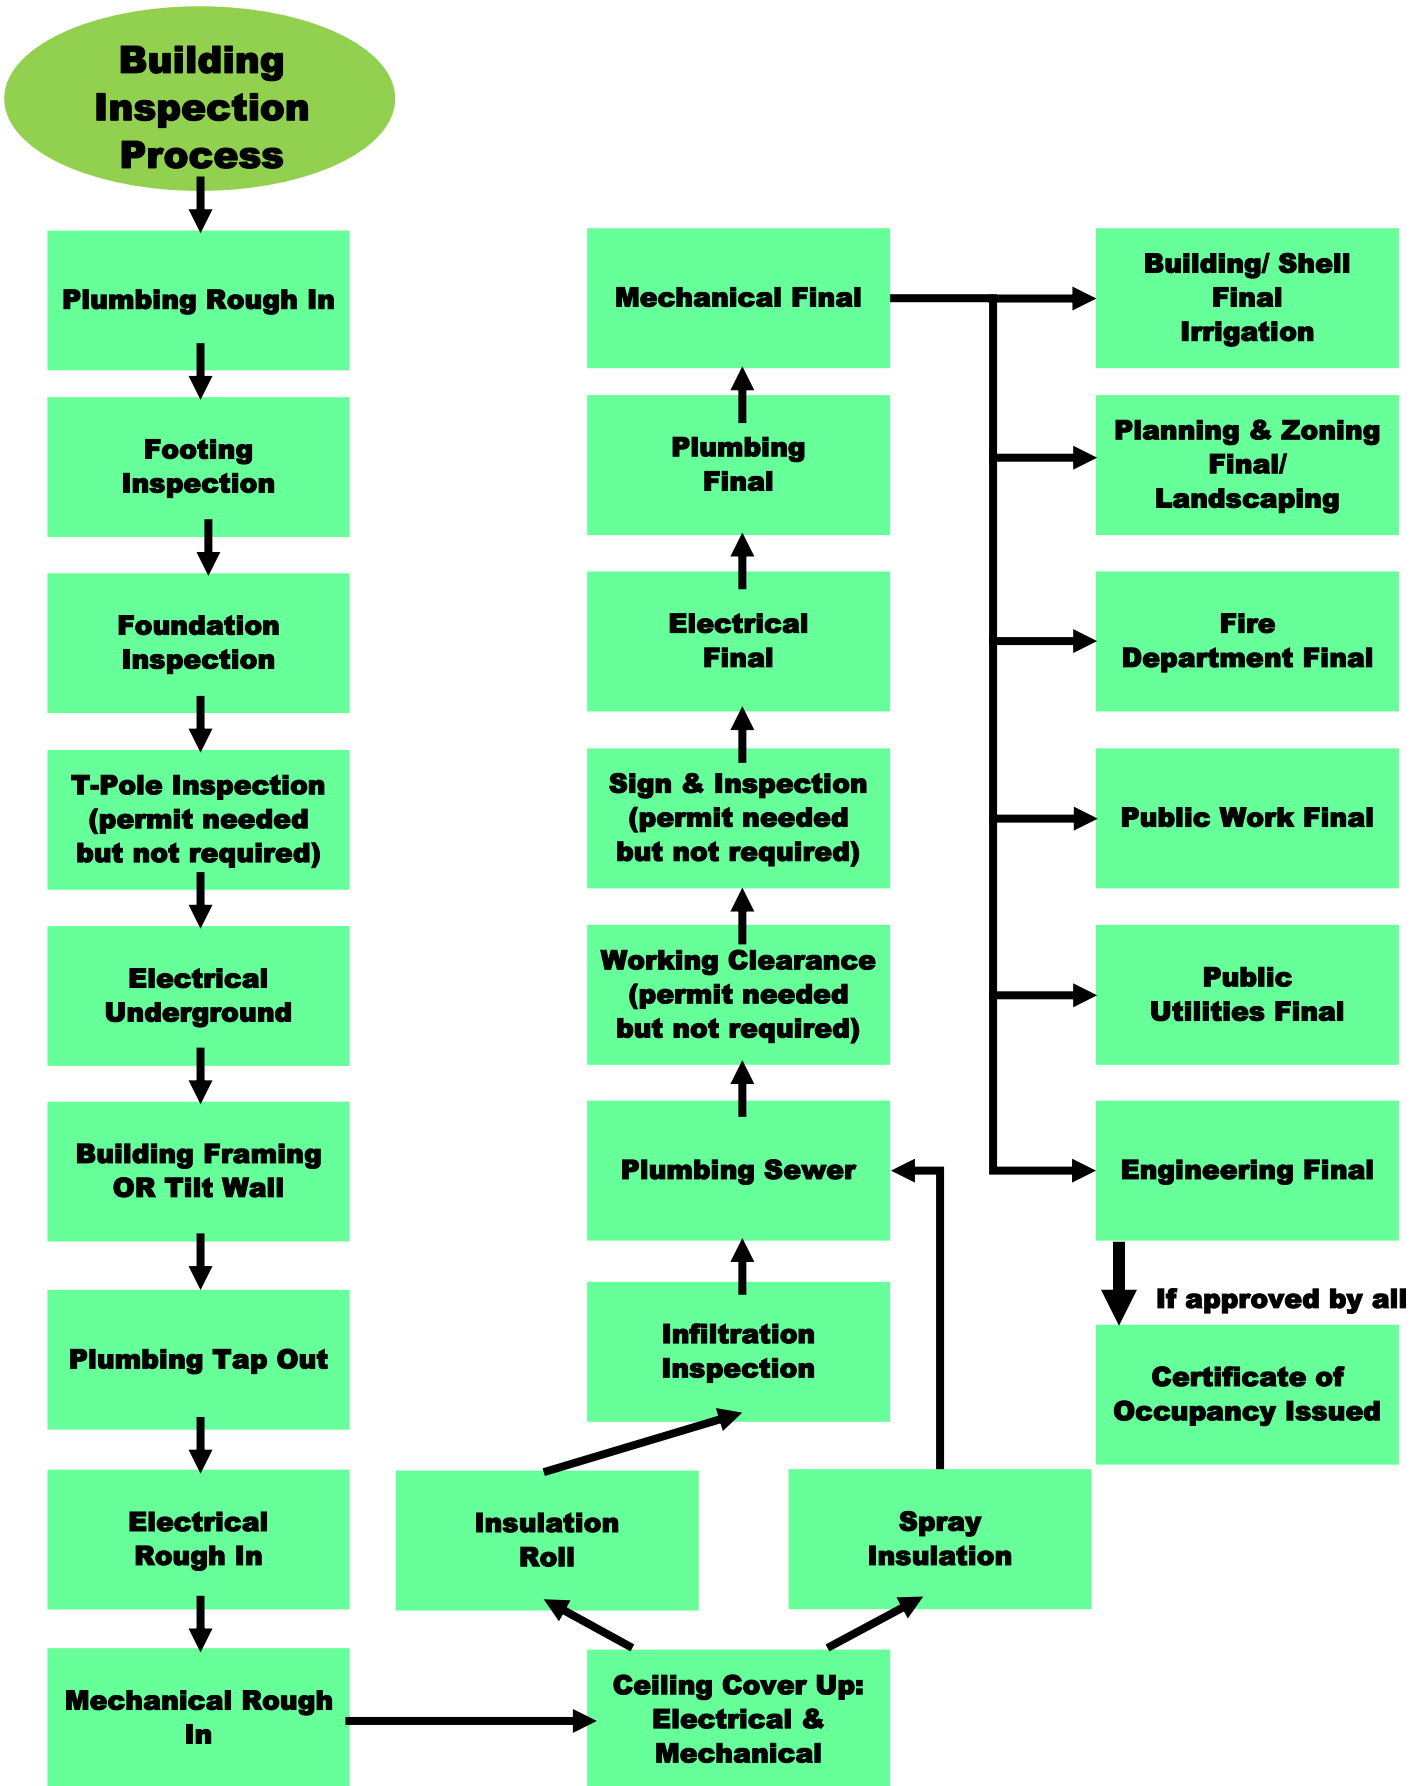 Building
Inspection
Process
Plumbing Rough In
Footing
Inspection
Foundation
Inspection
T-Pole Inspection
(permit needed
but not required)
Electrical
Underground
Building Framing
OR Tilt Wall
Plumbing Tap Out
Electrical
Rough In
Mechanical Rough
In
Ceiling Cover Up:
Electrical &
Mechanical
Insulation
Roll
Spray
Insulation
Infiltration
Inspection
Plumbing Sewer
Working Clearance
(permit needed
but not required)
Sign & Inspection
(permit needed
but not required)
Electrical
Final
Plumbing
Final
Mechanical Final
Building/ Shell
Final
Irrigation
Planning & Zoning
Final/
Landscaping
Fire
Department Final
Public Work Final
Public
Utilities Final
Engineering Final
If approved by all
Certificate of
Occupancy Issued